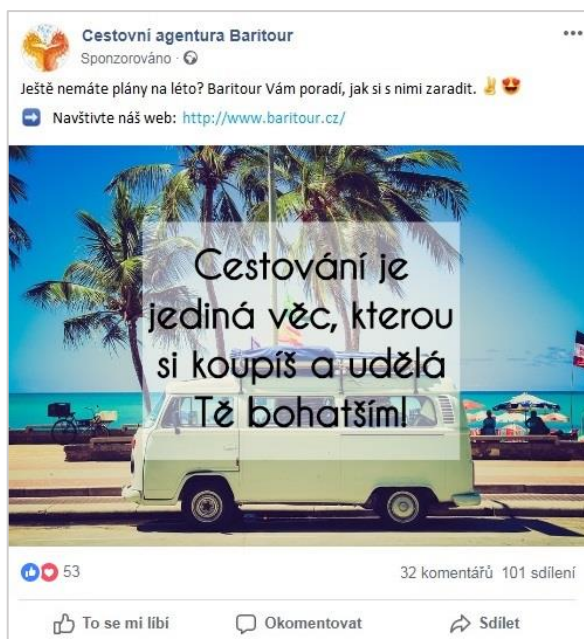 Cestovní agentura Baritour
Sponzorováno ·
Ještě nemáte plány na léto? Baritour Vám poradí, jak si s nimi zaradit.
Navštivte náš web: http://www.baritour.cz/
Cestování je
jediná věc, kterou
si koupíš a udělá
Tě bohatším!
53
32 komentářů 101 sdílení
To se mi líbí
Okomentovat
Sdílet